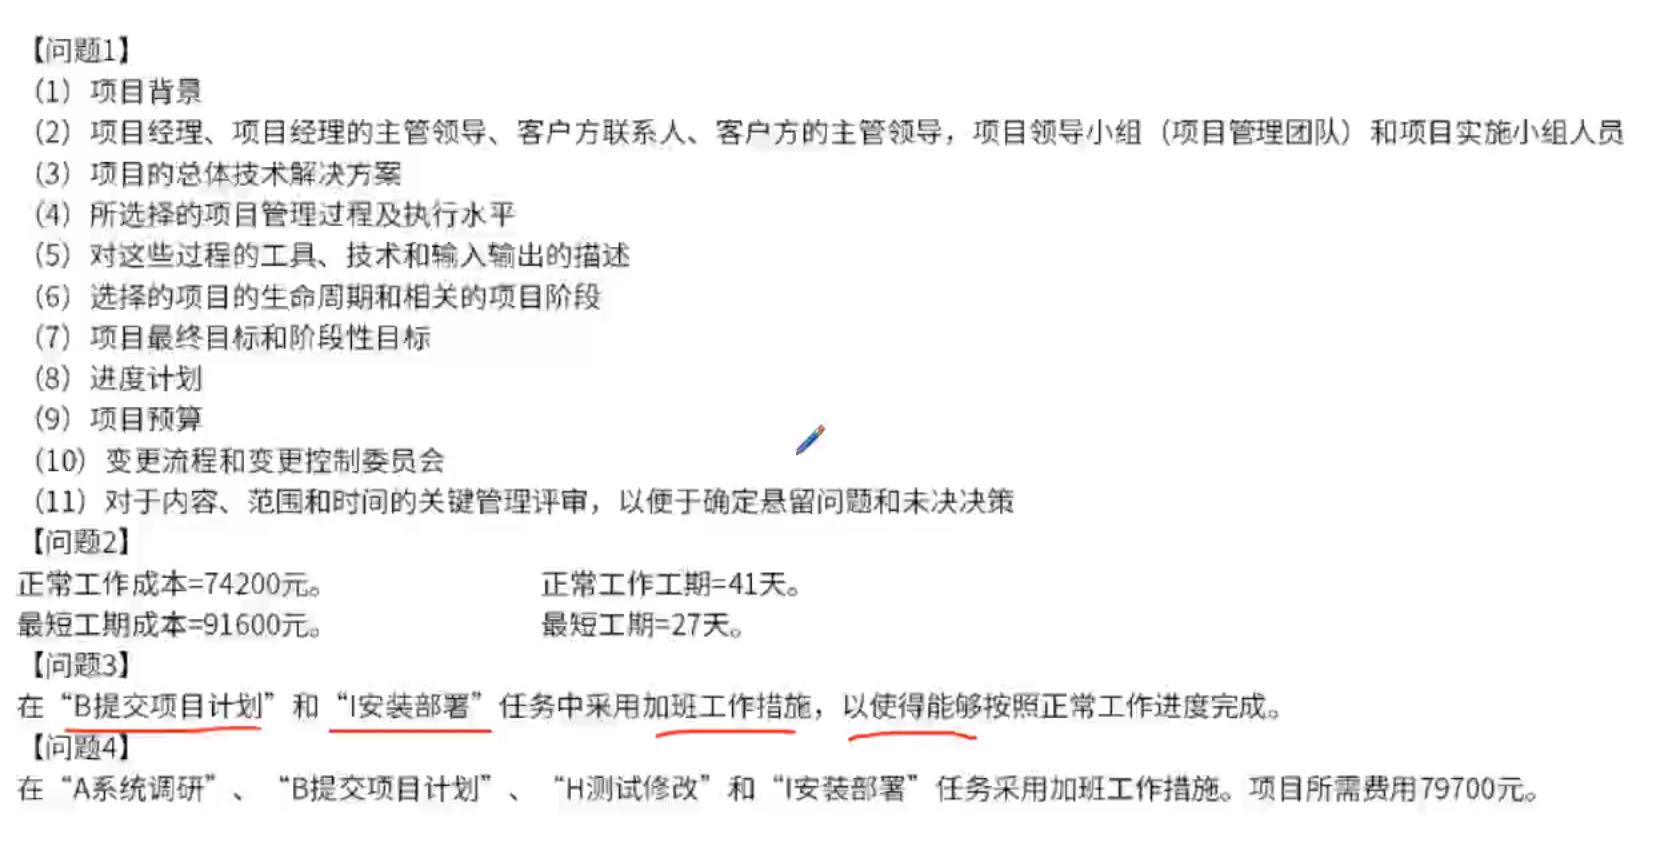 【问题1】
（1）项目背景
（2）项目经理、项目经理的主管领导、客户方联系人、客户方的主管领导，项目领导小组（项目管理团队）和项目实施小组人员
（3）项目的总体技术解决方案
（4）所选择的项目管理过程及执行水平
（5）对这些过程的工具、技术和输入输出的描述
（6）选择的项目的生命周期和相关的项目阶段
（7）项目最终目标和阶段性目标
（8）进度计划
（9）项目预算
（10）变更流程和变更控制委员会
（11）对于内容、范围和时间的关键管理评审，以便于确定悬留问题和未决决策
【问题2】
正常工作成本=74200元。 正常工作工期=41天。
最短工期成本=91600元。 最短工期=27天。
【问题3】
在“B提交项目计划”和“I安装部署”任务中采用加班工作措施，以使得能够按照正常工作进度完成。
【问题4】
在“A系统调研”、“B提交项目计划”、“H测试修改”和“I安装部署”任务采用加班工作措施。项目所需费用79700元。